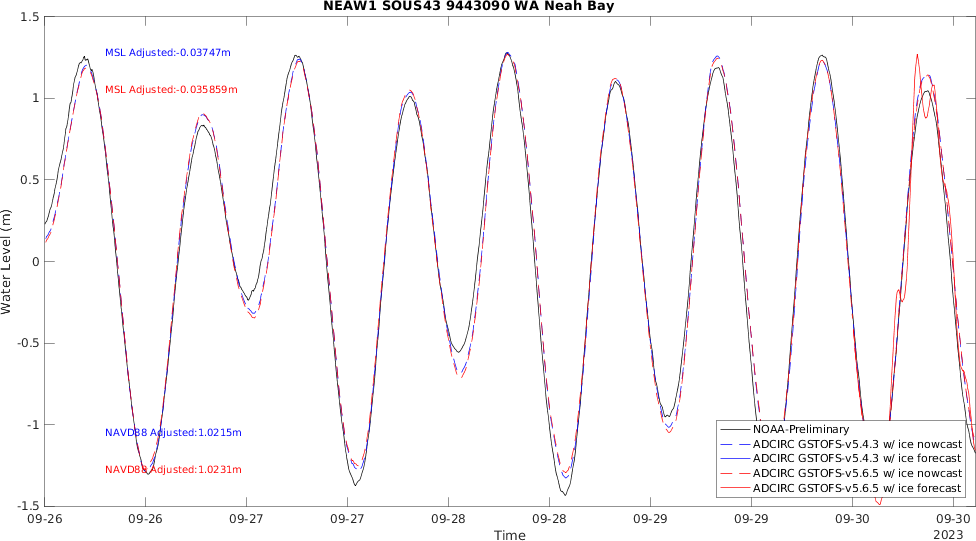 NEAW1 SOUS43 9443090 WA Neah Bay
1.5
1
0.5
0
-0.5
-1
-1.5
Water Level (m)
MSL Adjusted:-0.03747m
MSL Adjusted:-0.035859m
NAVD88 Adjusted:1.0215m
NAVD88 Adjusted:1.0231m
NOAA-Preliminary
ADCIRC GSTOFS-v5.4.3 w/ ice nowcast
ADCIRC GSTOFS-v5.4.3 w/ ice forecast
ADCIRC GSTOFS-v5.6.5 w/ ice nowcast
ADCIRC GSTOFS-v5.6.5 w/ ice forecast
09-26 09-26 09-27 09-27 09-28 09-28 09-29 09-29 09-30 09-30
2023
Time